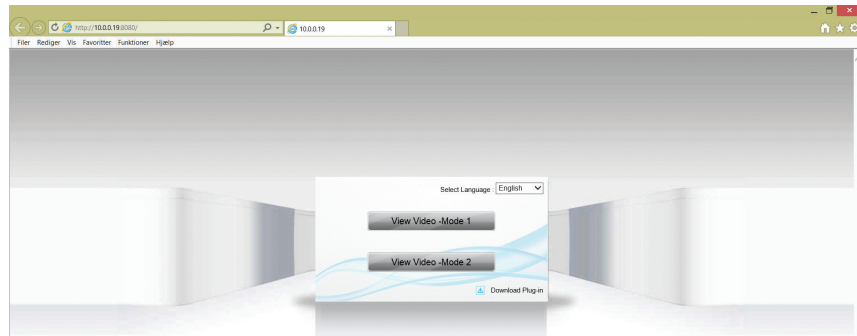 http://10.0.0.19:8080/
10.0.0.19
Filer Rediger Vis Favoritter Funktioner Hjælp
Select Language : English
View Video -Mode 1
View Video -Mode 2
Download Plug-in